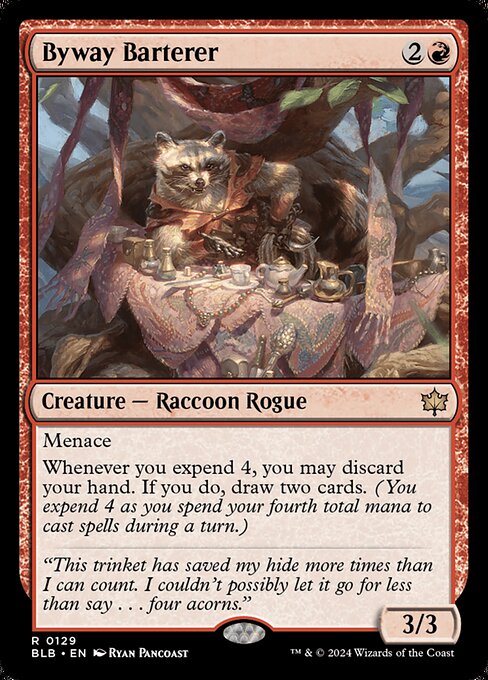 Byway Barterer 2
Creature — Raccoon Rogue
Menace
Whenever you expend 4, you may discard
your hand. If you do, draw two cards. (You
expend 4 as you spend your fourth total mana to
cast spells during a turn.)
“This trinket has saved my hide more times than
I can count. I couldn’t possibly let it go for less
than say . . . four acorns.”
3/3
R 0129
BLB • EN Ryan Pancoast
™ & © 2024 Wizards of the Coast